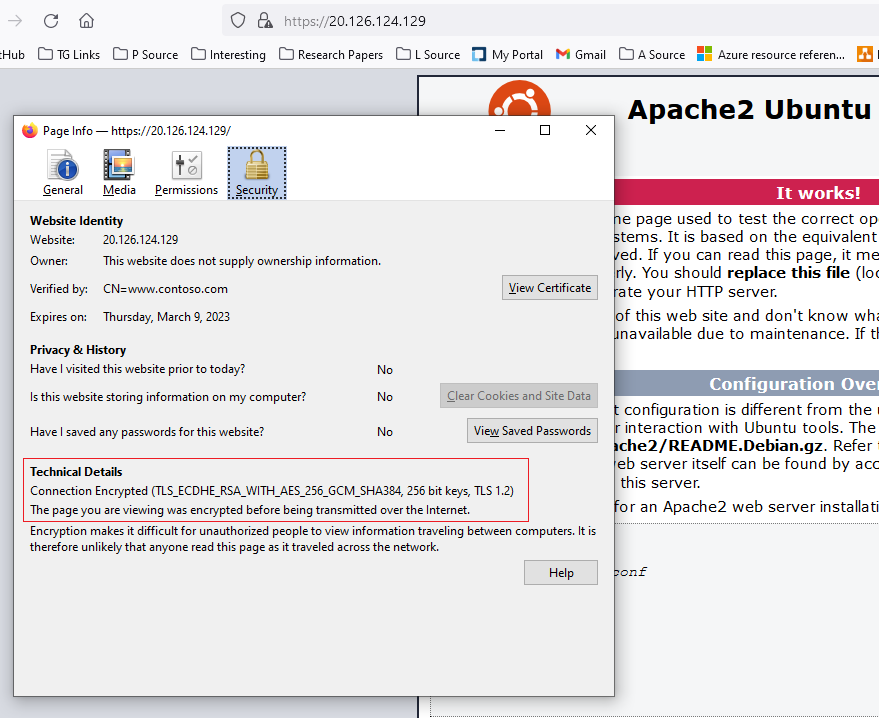 https://20.126.124.129
tHub TG Links P Source Interesting Research Papers L Source My Portal Gmail A Source Azure resource referen...
Apache2 Ubuntu
Page Info — https://20.126.124.129/
General Media Permissions Security
Website Identity
Website: 20.126.124.129
Owner: This website does not supply ownership information.
Verified by: CN=www.contoso.com View Certificate
Expires on: Thursday, March 9, 2023
Privacy & History
Have I visited this website prior to today? No
Is this website storing information on my computer? No Clear Cookies and Site Data
Have I saved any passwords for this website? No View Saved Passwords
Technical Details
Connection Encrypted (TLS_ECDHE_RSA_WITH_AES_256_GCM_SHA384, 256 bit keys, TLS 1.2)
The page you are viewing was encrypted before being transmitted over the Internet.
Encryption makes it difficult for unauthorized people to view information traveling between computers. It is
therefore unlikely that anyone read this page as it traveled across the network.
Help
It works!
me page used to test the correct op
stems. It is based on the equivalent
ved. If you can read this page, it me
rly. You should replace this file (loc
rate your HTTP server.
of this web site and don't know wha
unavailable due to maintenance. If th
Configuration Over
t configuration is different from the u
r interaction with Ubuntu tools. The
ache2/README.Debian.gz. Refer t
eb server itself can be found by acc
this server.
for an Apache2 web server installati
conf